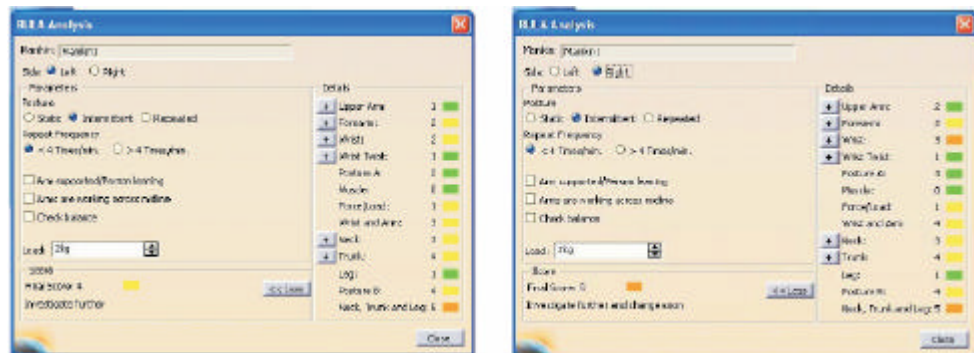 RULA Analysis
Manikin: Manikin1
Side: Left Right
Parameters
Posture
Static Intermittent Repeated
Repeat Frequency
< 4 Times/min. > 4 Times/min.
Arm supported/Person leaning
Arms are working across midline
Check balance
Load: 2kg
Score
Final Score: 4
Investigate further
<< Less
Details
Upper Arm:
Forearm: 2
Wrist: 2
Wrist Twist: 1
Posture A:
Muscle: 0
Force/Load: 1
Wrist and Arm: 3
Neck: 3
Trunk: 4
Leg: 1
Posture B: 4
Neck, Trunk and Leg: 5
Close
RULA Analysis
Manikin: Manikin1
Side: Left Right
Parameters
Posture
Static Intermittent Repeated
Repeat Frequency
< 4 Times/min. > 4 Times/min.
Arm supported/Person leaning
Arms are working across midline
Check balance
Load: 2kg
Score
Final Score: 5
Investigate further and change soon
<< Less
Details
Upper Arm: 2
Forearm:
Wrist: 3
Wrist Twist: 1
Posture A: 3
Muscle: 0
Force/Load: 1
Wrist and Arm: 4
Neck: 3
Trunk: 4
Leg: 1
Posture B: 4
Neck, Trunk and Leg: 5
Close